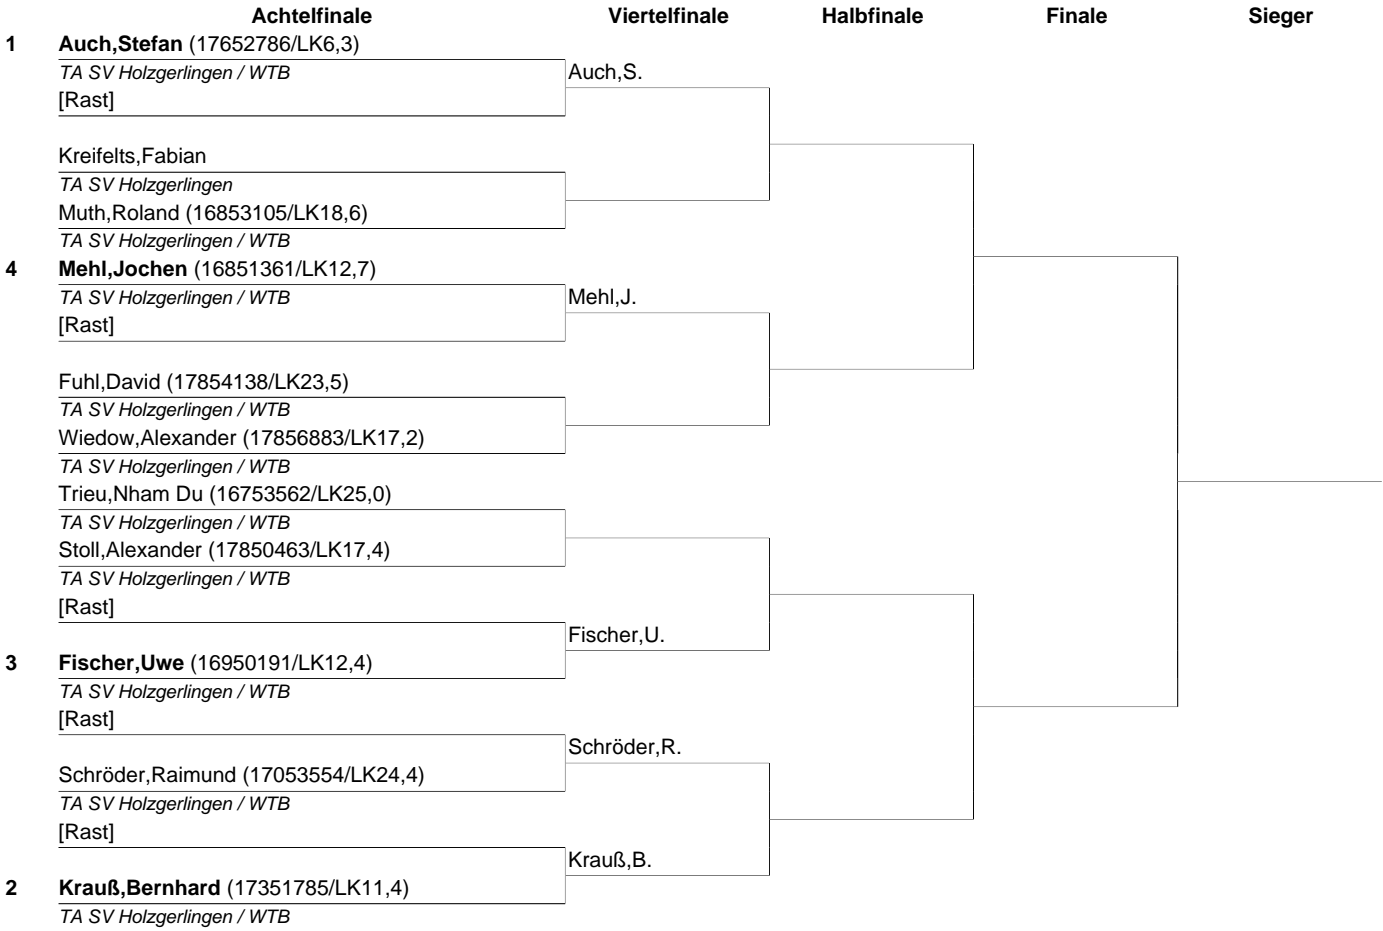 Achtelfinale Viertelfinale Halbfinale Finale Sieger
1 Auch,Stefan (17652786/LK6,3)
TA SV Holzgerlingen / WTB Auch,S.
[Rast]
Kreifelts,Fabian
TA SV Holzgerlingen
Muth,Roland (16853105/LK18,6)
TA SV Holzgerlingen / WTB
4 Mehl,Jochen (16851361/LK12,7)
TA SV Holzgerlingen / WTB Mehl,J.
[Rast]
Fuhl,David (17854138/LK23,5)
TA SV Holzgerlingen / WTB
Wiedow,Alexander (17856883/LK17,2)
TA SV Holzgerlingen / WTB
Trieu,Nham Du (16753562/LK25,0)
TA SV Holzgerlingen / WTB
Stoll,Alexander (17850463/LK17,4)
TA SV Holzgerlingen / WTB
[Rast]
Fischer,U.
3 Fischer,Uwe (16950191/LK12,4)
TA SV Holzgerlingen / WTB
[Rast]
Schröder,R.
Schröder,Raimund (17053554/LK24,4)
TA SV Holzgerlingen / WTB
[Rast]
Krauß,B.
2 Krauß,Bernhard (17351785/LK11,4)
TA SV Holzgerlingen / WTB